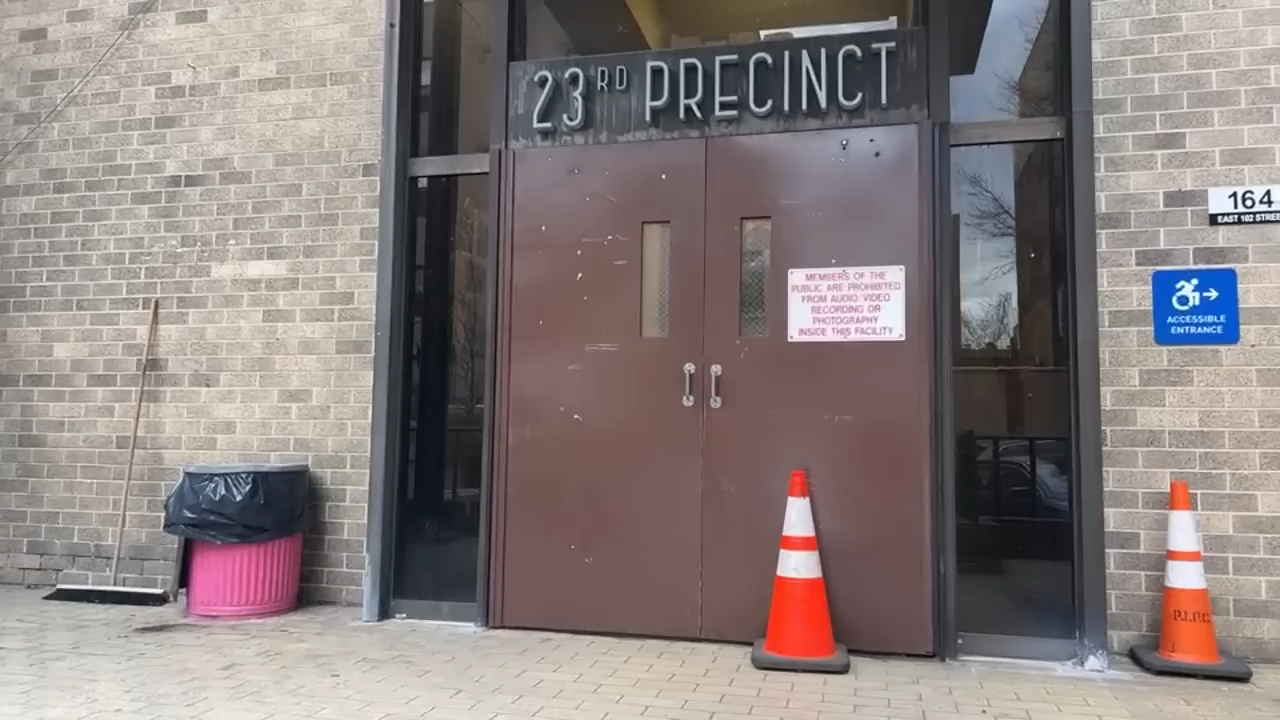 23RD PRECINCT
164
EAST 102 STREE
MEMBERS OF THE
PUBLIC ARE PROHIBITED
FROM AUDIO/VIDEO
RECORDING OR
PHOTOGRAPHY
INSIDE THIS FACILITY
ACCESSIBLE
ENTRANCE